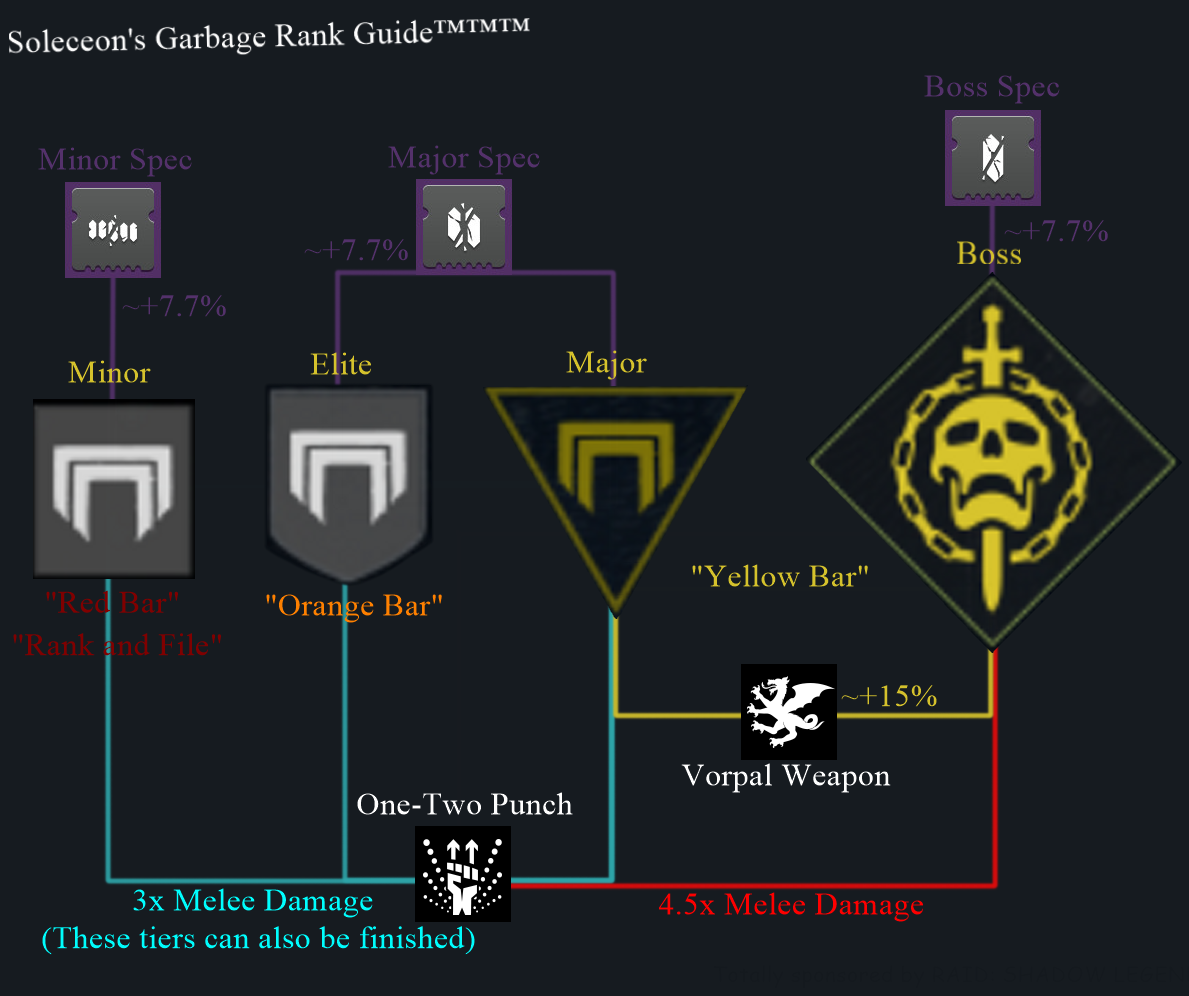 Soleceon's Garbage Rank Guide™™™
Boss Spec
Minor Spec
Major Spec
~+7.7%
~+7.7%
~+7.7%
Boss
Minor
Elite
Major
"Red Bar"
"Rank and File"
"Orange Bar"
"Yellow Bar"
~+15%
Vorpal Weapon
One-Two Punch
3x Melee Damage
4.5x Melee Damage
(These tiers can also be finished)